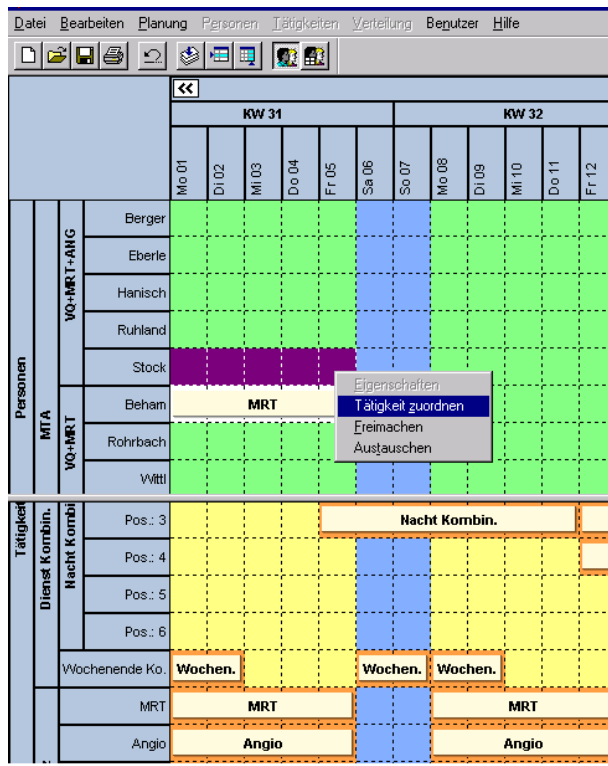 Datei Bearbeiten Planung Personen Tätigkeiten Verteilung Benutzer Hilfe
<<
KW 31 KW 32
Mo 01 Di 02 Mi 03 Do 04 Fr 05 Sa 06 So 07 Mo 08 Di 09 Mi 10 Do 11 Fr 12
Personen
MTA
VQ+MRT+ANG
Berger
Eberle
Hanisch
Ruhland
Stock
VQ+MRT
Beham MRT
Rohrbach
Wittl
Eigenschaften
Tätigkeit zuordnen
Freimachen
Austauschen
Tätigkeit
Dienst Kombin.
Nacht Kombi
Pos.: 3 Nacht Kombin.
Pos.: 4
Pos.: 5
Pos.: 6
Wochenende Ko. Wochen. Wochen. Wochen.
MRT MRT MRT
Angio Angio Angio